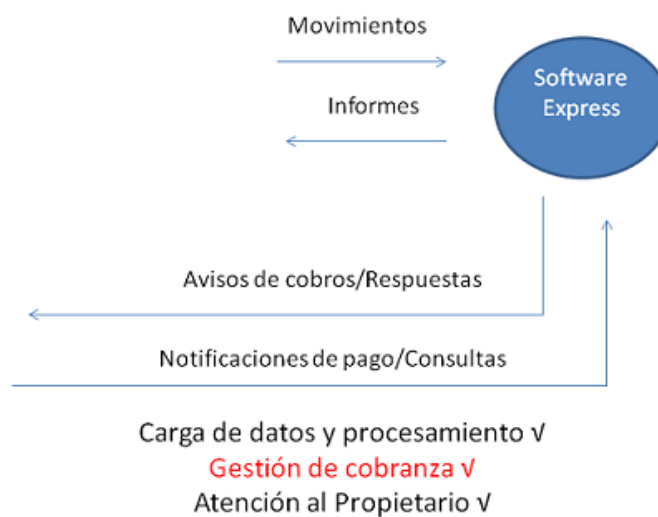 Movimientos
Software
Express
Informes
Avisos de cobros/Respuestas
Notificaciones de pago/Consultas
Carga de datos y procesamiento √
Gestión de cobranza √
Atención al Propietario √